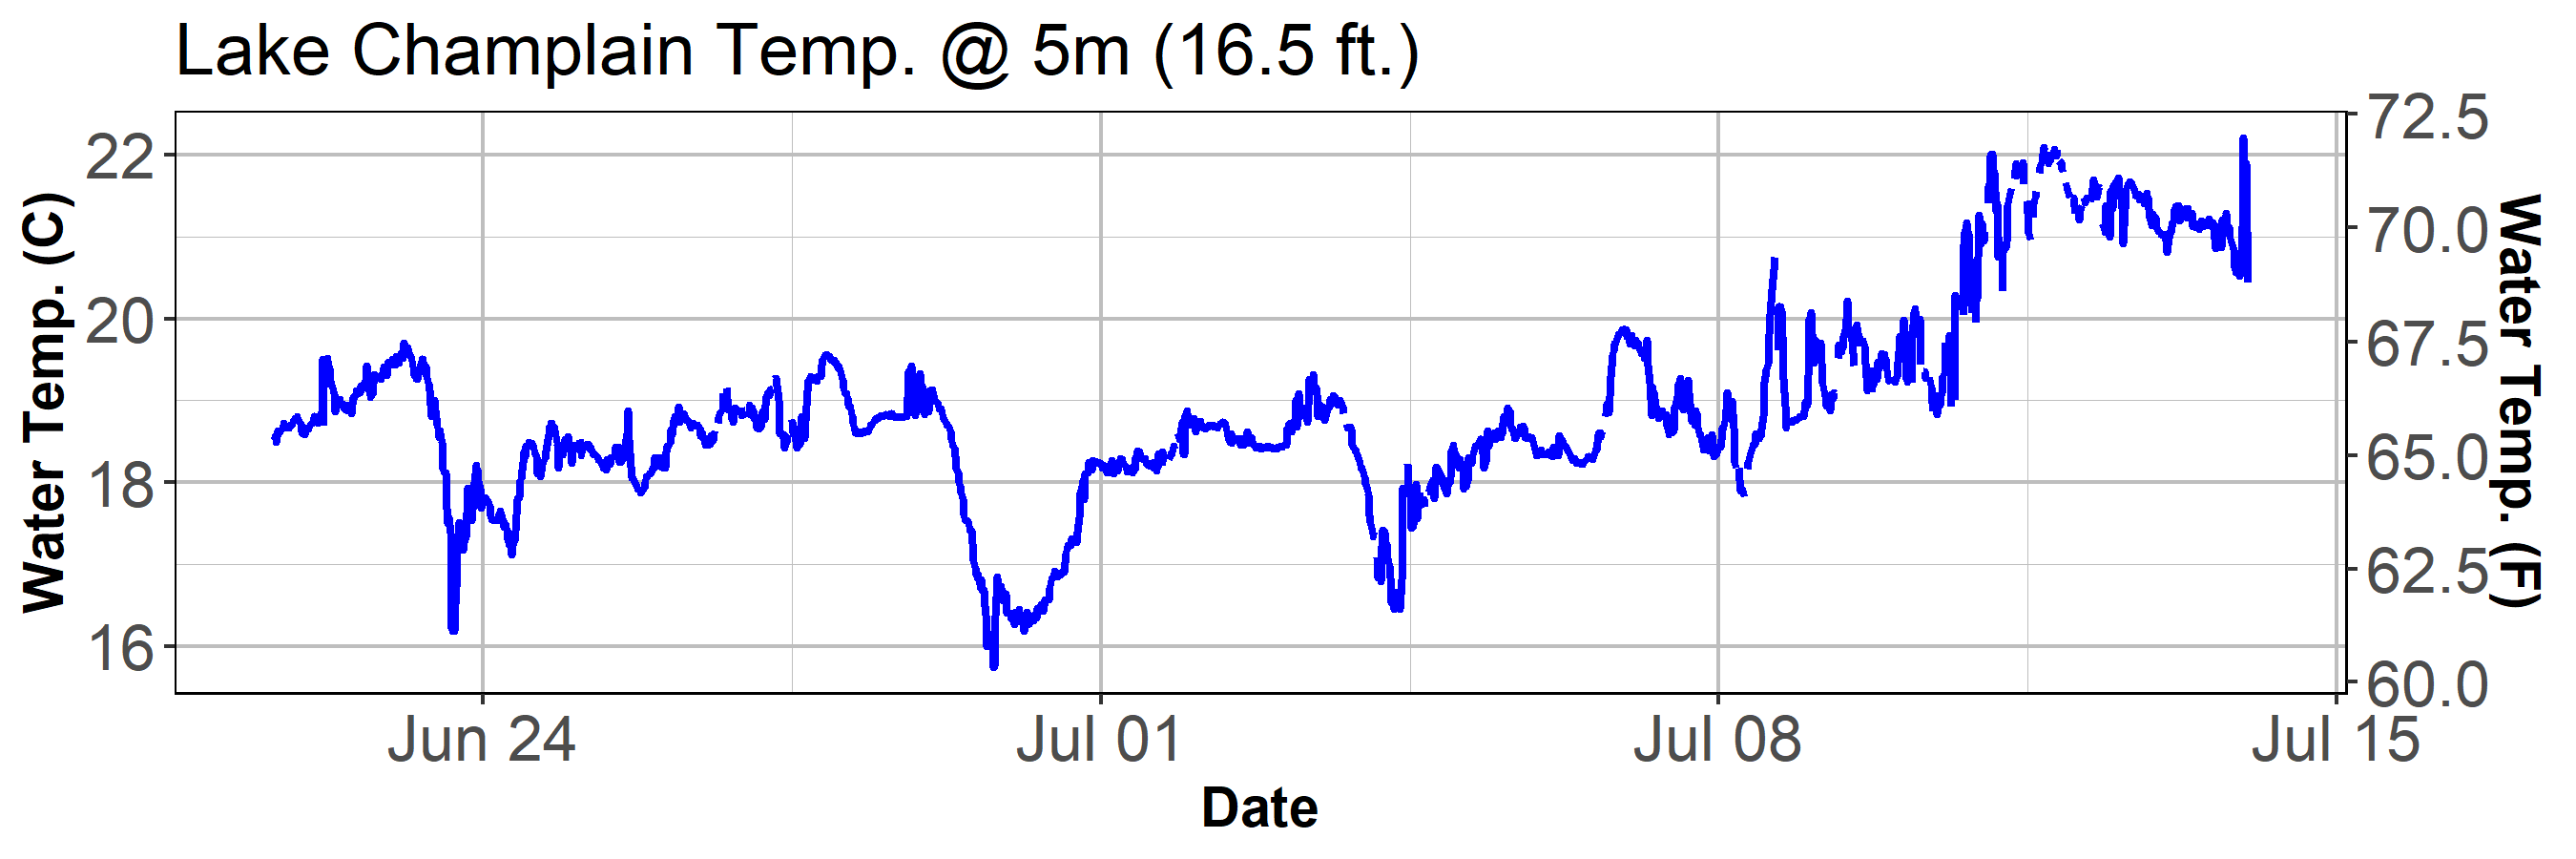 Lake Champlain Temp. @ 5m (16.5 ft.)
Water Temp. (C)
22
20
18
16
72.5
70.0
67.5
65.0
62.5
60.0
Water Temp. (F)
Jun 24 Jul 01 Jul 08 Jul 15
Date